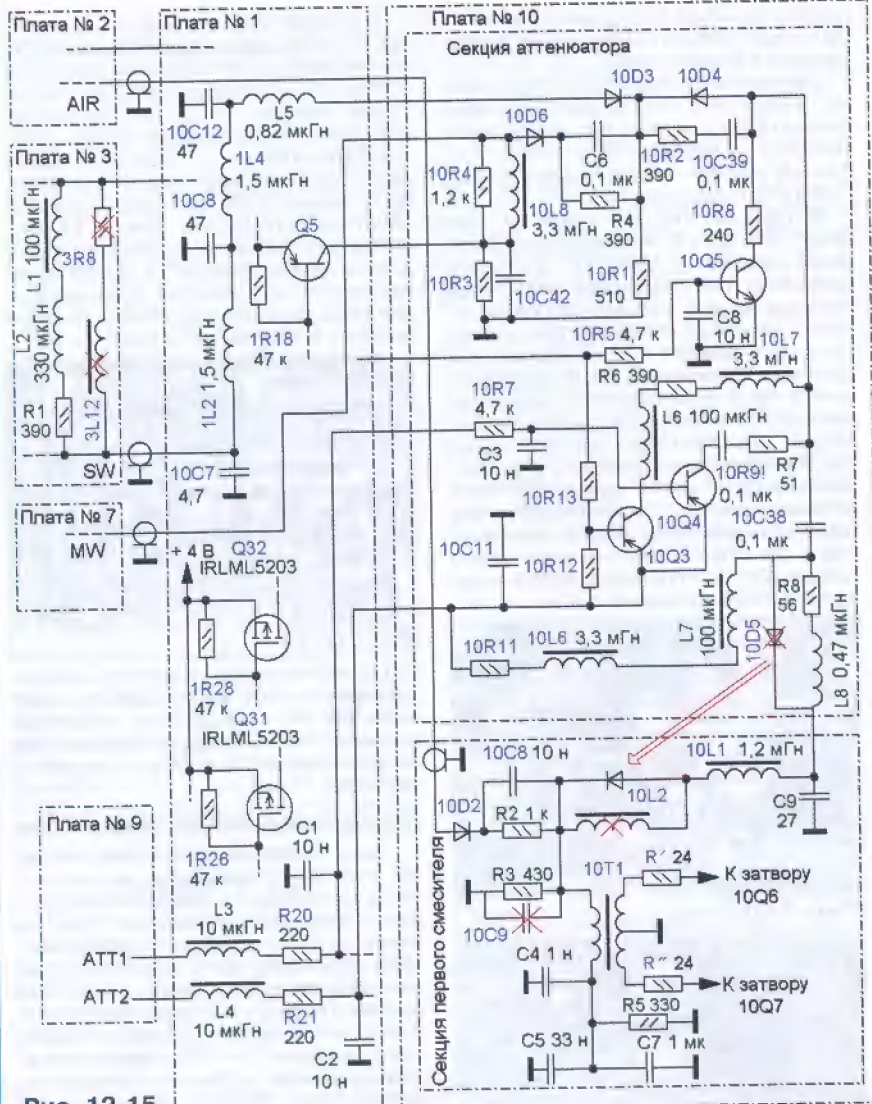 Плата № 2
Плата № 1
Плата № 10
Секция аттенюатора
AIR
10C12
47
L5
0,82 мкГн
10D3
10D4
10D6
Плата № 3
1L4
1,5 мкГн
10C8
47
10R4
1,2 к
C6
0,1 мк
10R2
390
10C39
0,1 мк
L1 100 мкГн
3R8
Q5
10L8
3,3 мГн
R4
390
10R8
240
10R3
10C42
10R1
510
10Q5
L2
330 мкГн
1R18
47 к
1L2 1,5 мкГн
C8
10 н
10L7
3,3 мГн
10R5 4,7 к
R6 390
R1
390
3L12
10R7
4,7 к
L6 100 мкГн
SW
10C7
4,7
C3
10 н
10R9!
0,1 мк
R7
51
Плата № 7
MW
10R13
10Q4
10C38
0,1 мк
+ 4 В
Q32
IRLML5203
10C11
10R12
10Q3
L7
100 мкГн
10D5
R8
56
L8 0,47 мкГн
10R11
10L6 3,3 мГн
1R28
47 к
Q31
IRLML5203
10C8 10 н
10L1 1,2 мГн
10D2
R2 1 к
10L2
C9
27
Плата № 9
1R26
47 к
C1
10 н
R3 430
10T1
R′ 24
К затвору
10Q6
10C9
L3
10 мкГн
R20
220
ATT1
C4 1 н
R″ 24
К затвору
10Q7
ATT2
L4
10 мкГн
R21
220
R5 330
C5 33 н
C7 1 мк
C2
10 н
Секция первого смесителя
Рис. 12-15